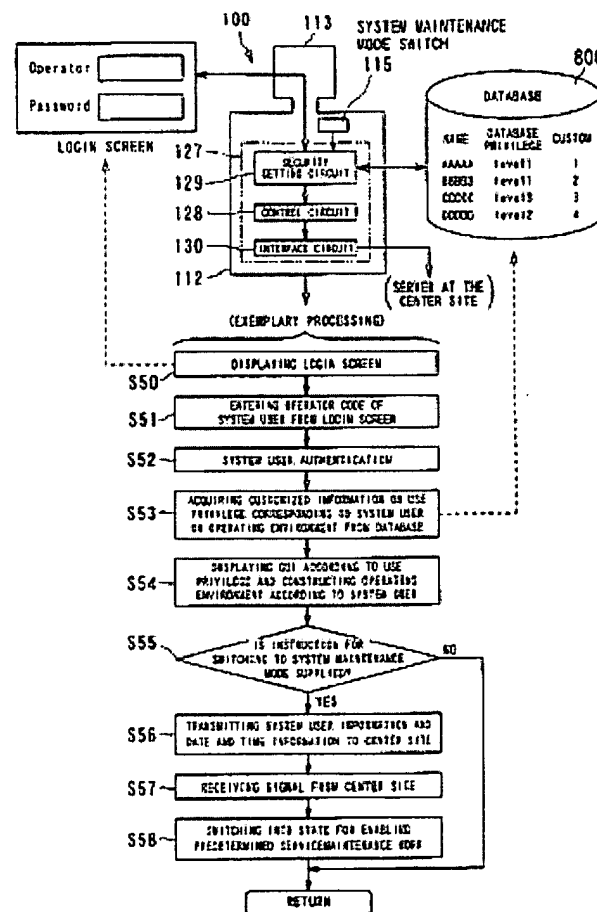 100
113
SYSTEM MAINTENANCE
MODE SWITCH
115
800
Operator
Password
LOGIN SCREEN
DATABASE
NAME DATABASE PRIVILEGE CUSTOM
AAAAA level1 1
BBBBB level1 2
CCCCC level3 3
level2 4
127
129
SECURITY
SETTING CIRCUIT
128
CONTROL CIRCUIT
130
INTERFACE CIRCUIT
112
(SERVER AT THE
CENTER SITE)
(EXEMPLARY PROCESSING)
S50
DISPLAYING LOGIN SCREEN
S51
ENTERING OPERATOR CODE OF
SYSTEM USER FROM LOGIN SCREEN
S52
SYSTEM USER AUTHENTICATION
S53
ACQUIRING CUSTOMIZED INFORMATION ON USE
PRIVILEGE CORRESPONDING TO SYSTEM USER
OR OPERATING ENVIRONMENT FROM DATABASE
S54
DISPLAYING GUI ACCORDING TO USE
PRIVILEGE AND CONSTRUCTING OPERATING
ENVIRONMENT ACCORDING TO SYSTEM USER
S55
IS INSTRUCTION FOR
SWITCHING TO SYSTEM MAINTENANCE
MODE SUPPLIED?
NO
YES
S56
TRANSMITTING SYSTEM USER INFORMATION AND
DATE AND TIME INFORMATION TO CENTER SITE
S57
RECEIVING SIGNAL FROM CENTER SITE
S58
SWITCHING INTO STATE FOR ENABLING
PREDETERMINED SERVICEMAINTENANCE WORK
RETURN